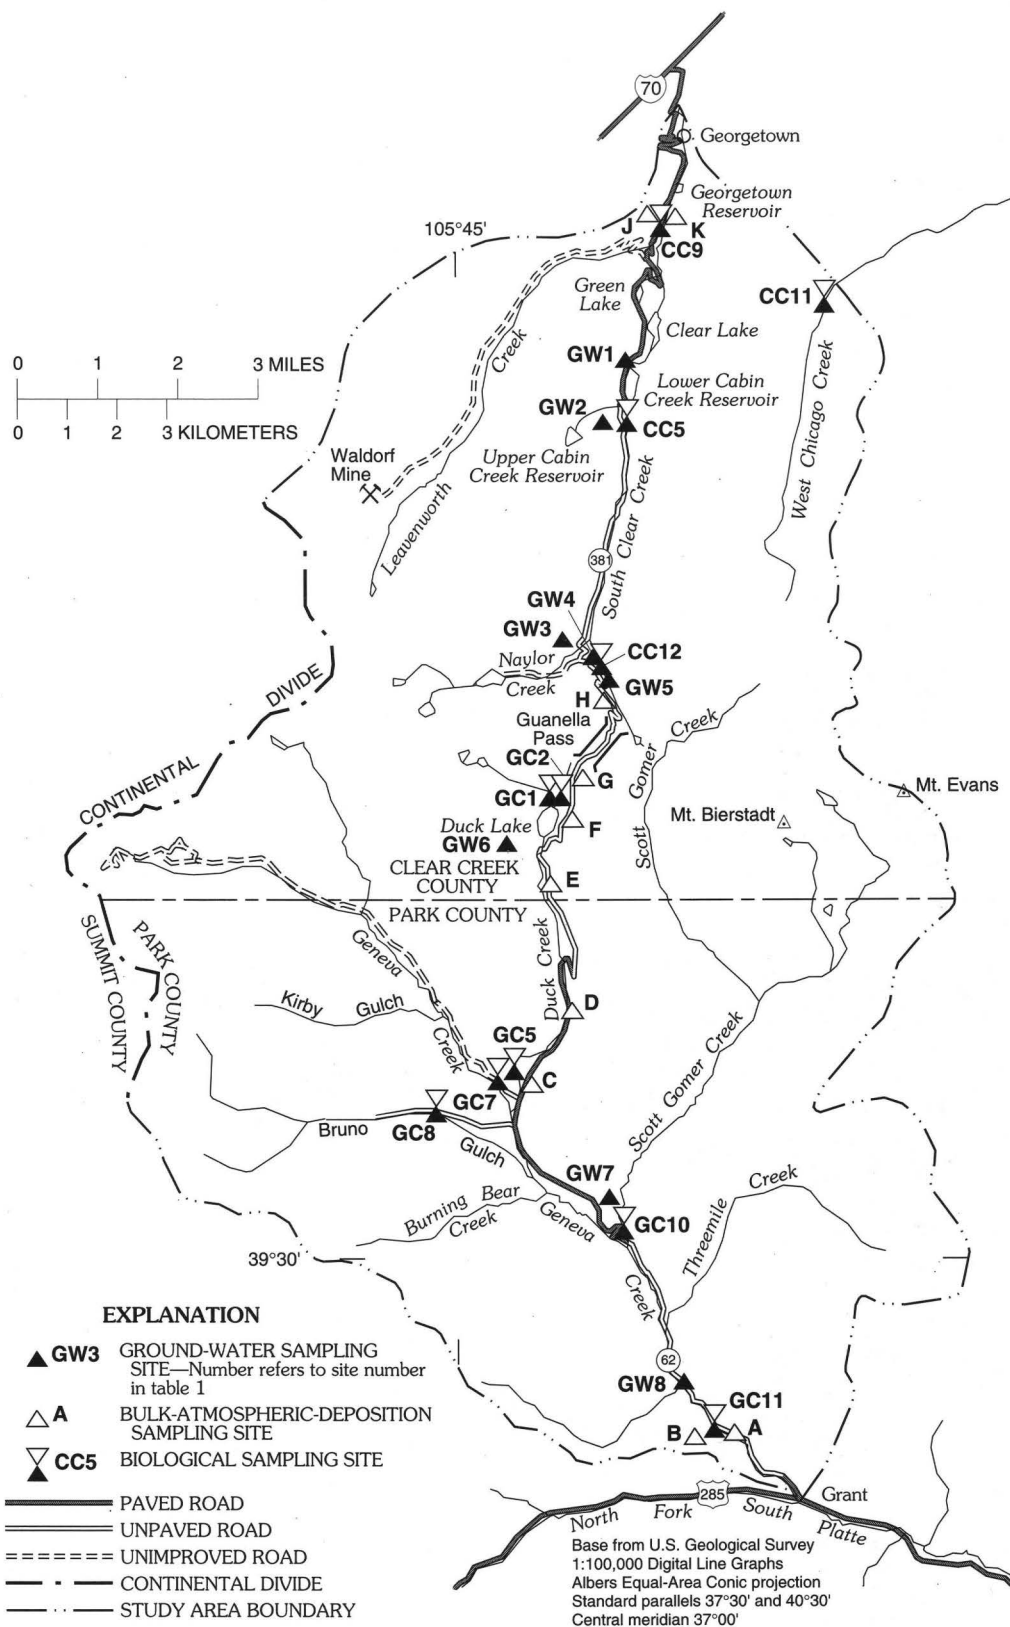 70
Georgetown
Georgetown
Reservoir
105°45'
J
K
CC9
Green
Lake
CC11
Clear Lake
Creek
GW1
0 1 2 3 MILES
0 1 2 3 KILOMETERS
Lower Cabin
Creek Reservoir
GW2
CC5
Upper Cabin
Creek Reservoir
West Chicago Creek
Waldorf
Mine
Leavenworth
South Clear Creek
381
GW4
GW3
CC12
Naylor
Creek
GW5
H
Guanella
Pass
CONTINENTAL DIVIDE
Scott Gomer Creek
GC2
G
GC1
Mt. Evans
Mt. Bierstadt
Duck Lake
F
GW6
CLEAR CREEK
COUNTY
E
PARK COUNTY
SUMMIT COUNTY
PARK COUNTY
Geneva
Creek
Duck Creek
Kirby Gulch
D
GC5
C
GC7
GC8
Bruno
Gulch
Scott Gomer Creek
GW7
Burning Bear
Creek
Geneva
Creek
GC10
Threemile
Creek
39°30'
62
GW8
GC11
B
A
Grant
285
North Fork South Platte
EXPLANATION
GW3 GROUND-WATER SAMPLING
SITE—Number refers to site number
in table 1
A BULK-ATMOSPHERIC-DEPOSITION
SAMPLING SITE
CC5 BIOLOGICAL SAMPLING SITE
PAVED ROAD
UNPAVED ROAD
UNIMPROVED ROAD
CONTINENTAL DIVIDE
STUDY AREA BOUNDARY
Base from U.S. Geological Survey
1:100,000 Digital Line Graphs
Albers Equal-Area Conic projection
Standard parallels 37°30' and 40°30'
Central meridian 37°00'